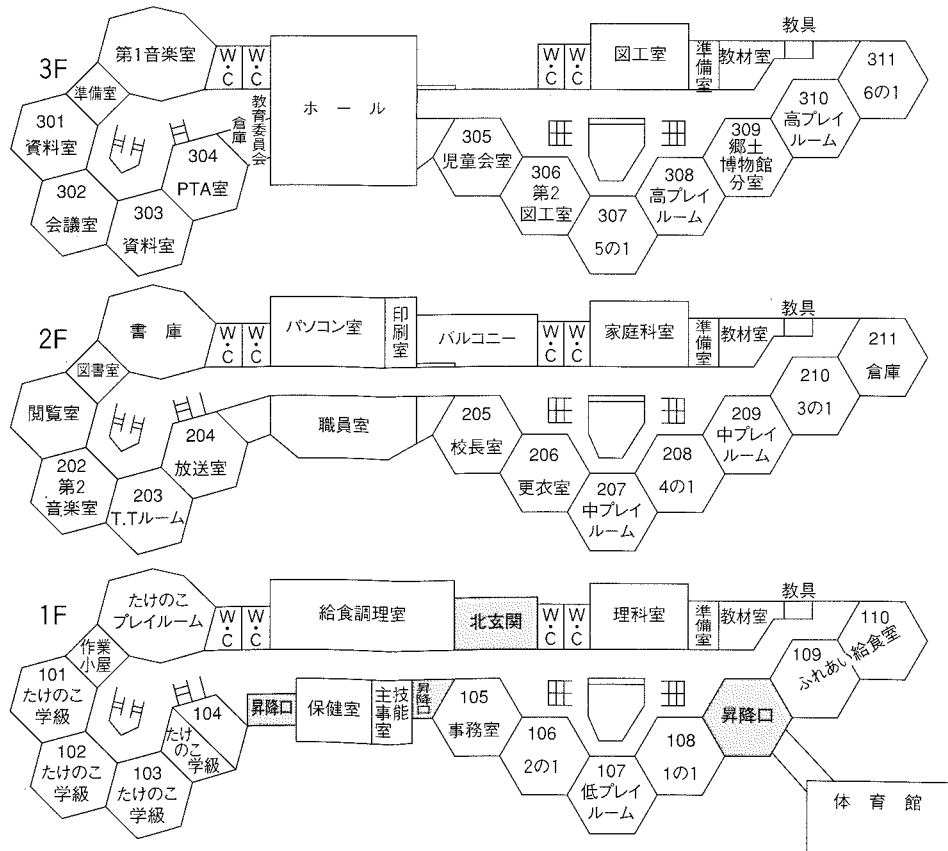 3F
第1音楽室
W・C
W・C
準備室
301
資料室
302
会議室
303
資料室
304
PTA室
倉庫
教育委員会
ホール
W・C
W・C
図工室
準備室
教材室
教具
305
児童会室
306
第2
図工室
307
5の1
308
高プレイ
ルーム
309
郷土
博物館
分室
310
高プレイ
ルーム
311
6の1
2F
書庫
W・C
W・C
図書室
閲覧室
202
第2
音楽室
203
T.Tルーム
204
放送室
パソコン室
印刷室
バルコニー
職員室
W・C
W・C
家庭科室
準備室
教材室
教具
205
校長室
206
更衣室
207
中プレイ
ルーム
208
4の1
209
中プレイ
ルーム
210
3の1
211
倉庫
1F
たけのこ
プレイルーム
W・C
W・C
作業
小屋
101
たけのこ
学級
102
たけのこ
学級
103
たけのこ
学級
104
たけのこ
学級
給食調理室
北玄関
昇降口
保健室
技能
主事室
昇降口
W・C
W・C
理科室
準備室
教材室
教具
105
事務室
106
2の1
107
低プレイ
ルーム
108
1の1
昇降口
109
110
ふれあい給食室
体育館